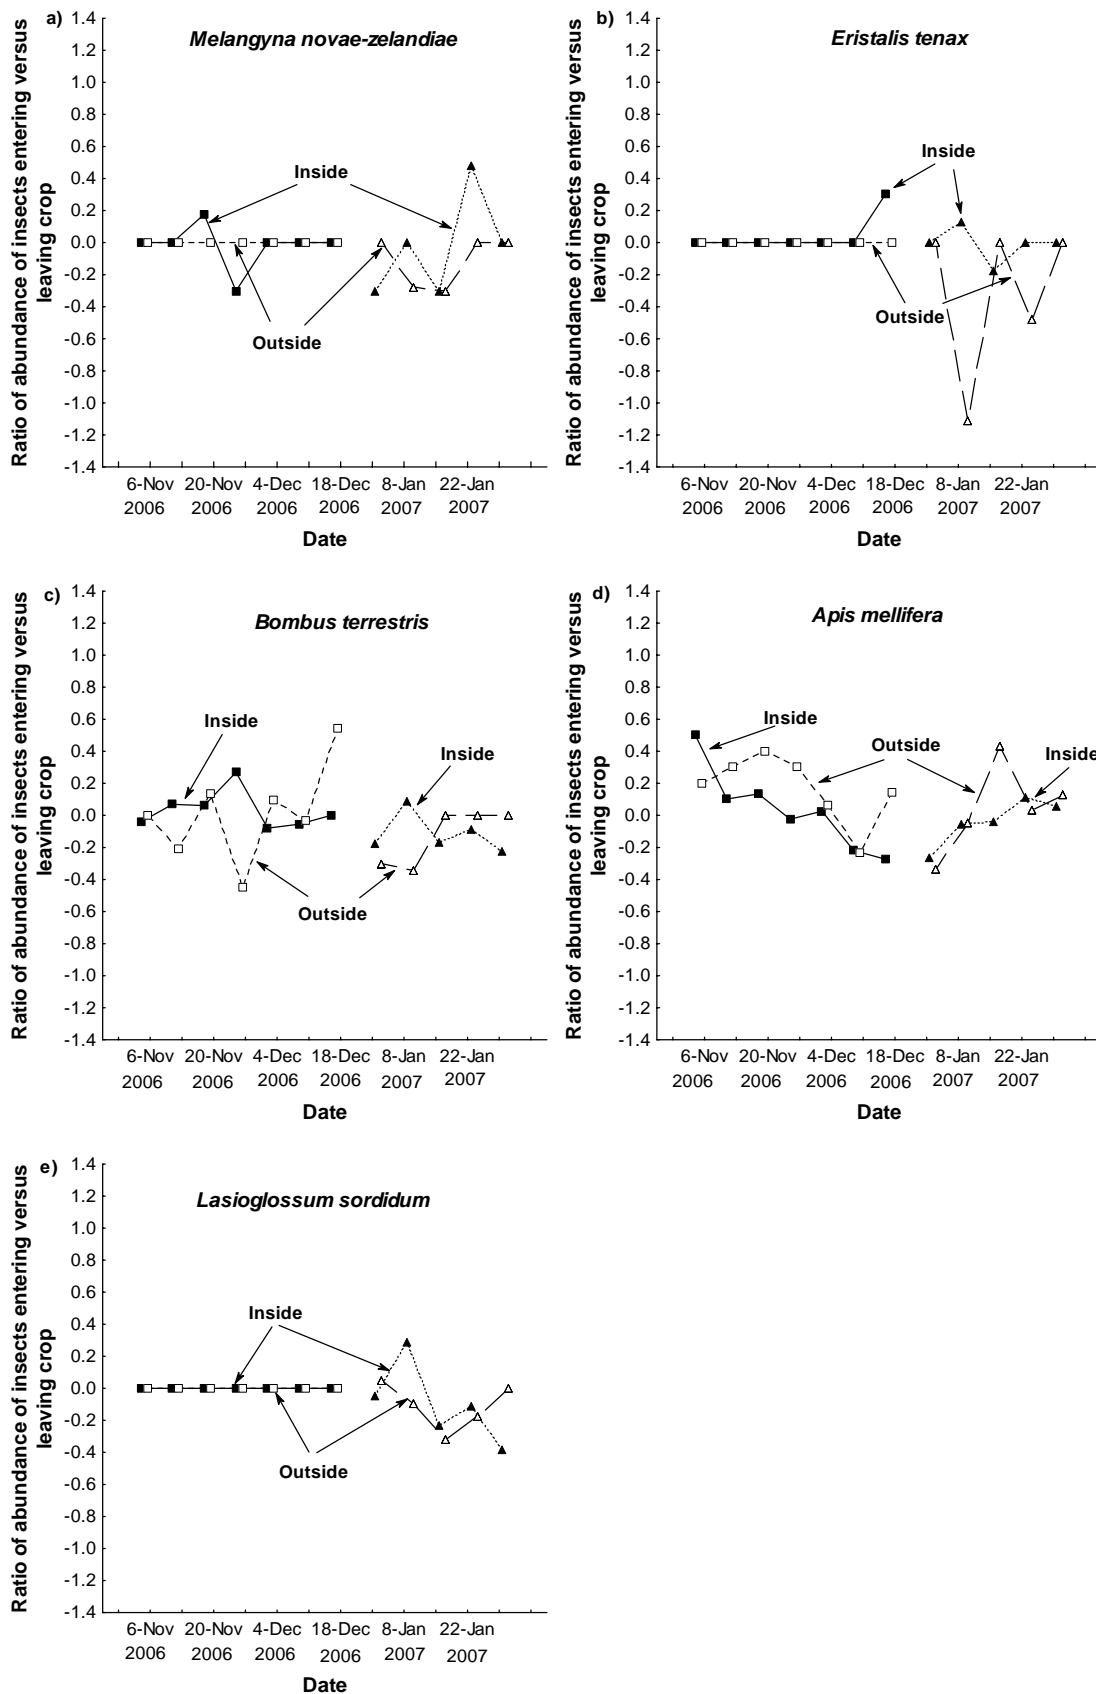 a)
Melangyna novae-zelandiae
Ratio of abundance of insects entering versus
leaving crop
1.4
1.2
1.0
0.8
0.6
0.4
0.2
0.0
-0.2
-0.4
-0.6
-0.8
-1.0
-1.2
-1.4
Inside
Outside
6-Nov 20-Nov 4-Dec 18-Dec 8-Jan 22-Jan
2006 2006 2006 2006 2007 2007
Date
b)
Eristalis tenax
Ratio of abundance of insects entering versus
leaving crop
1.4
1.2
1.0
0.8
0.6
0.4
0.2
0.0
-0.2
-0.4
-0.6
-0.8
-1.0
-1.2
-1.4
Inside
Outside
6-Nov 20-Nov 4-Dec 18-Dec 8-Jan 22-Jan
2006 2006 2006 2006 2007 2007
Date
c)
Bombus terrestris
Ratio of abundance of insects entering versus
leaving crop
1.4
1.2
1.0
0.8
0.6
0.4
0.2
0.0
-0.2
-0.4
-0.6
-0.8
-1.0
-1.2
-1.4
Inside
Inside
Outside
6-Nov 20-Nov 4-Dec 18-Dec 8-Jan 22-Jan
2006 2006 2006 2006 2007 2007
Date
d)
Apis mellifera
Ratio of abundance of insects entering versus
leaving crop
1.4
1.2
1.0
0.8
0.6
0.4
0.2
0.0
-0.2
-0.4
-0.6
-0.8
-1.0
-1.2
-1.4
Inside
Outside
Inside
6-Nov 20-Nov 4-Dec 18-Dec 8-Jan 22-Jan
2006 2006 2006 2006 2007 2007
Date
e)
Lasioglossum sordidum
Ratio of abundance of insects entering versus
leaving crop
1.4
1.2
1.0
0.8
0.6
0.4
0.2
0.0
-0.2
-0.4
-0.6
-0.8
-1.0
-1.2
-1.4
Inside
Outside
6-Nov 20-Nov 4-Dec 18-Dec 8-Jan 22-Jan
2006 2006 2006 2006 2007 2007
Date